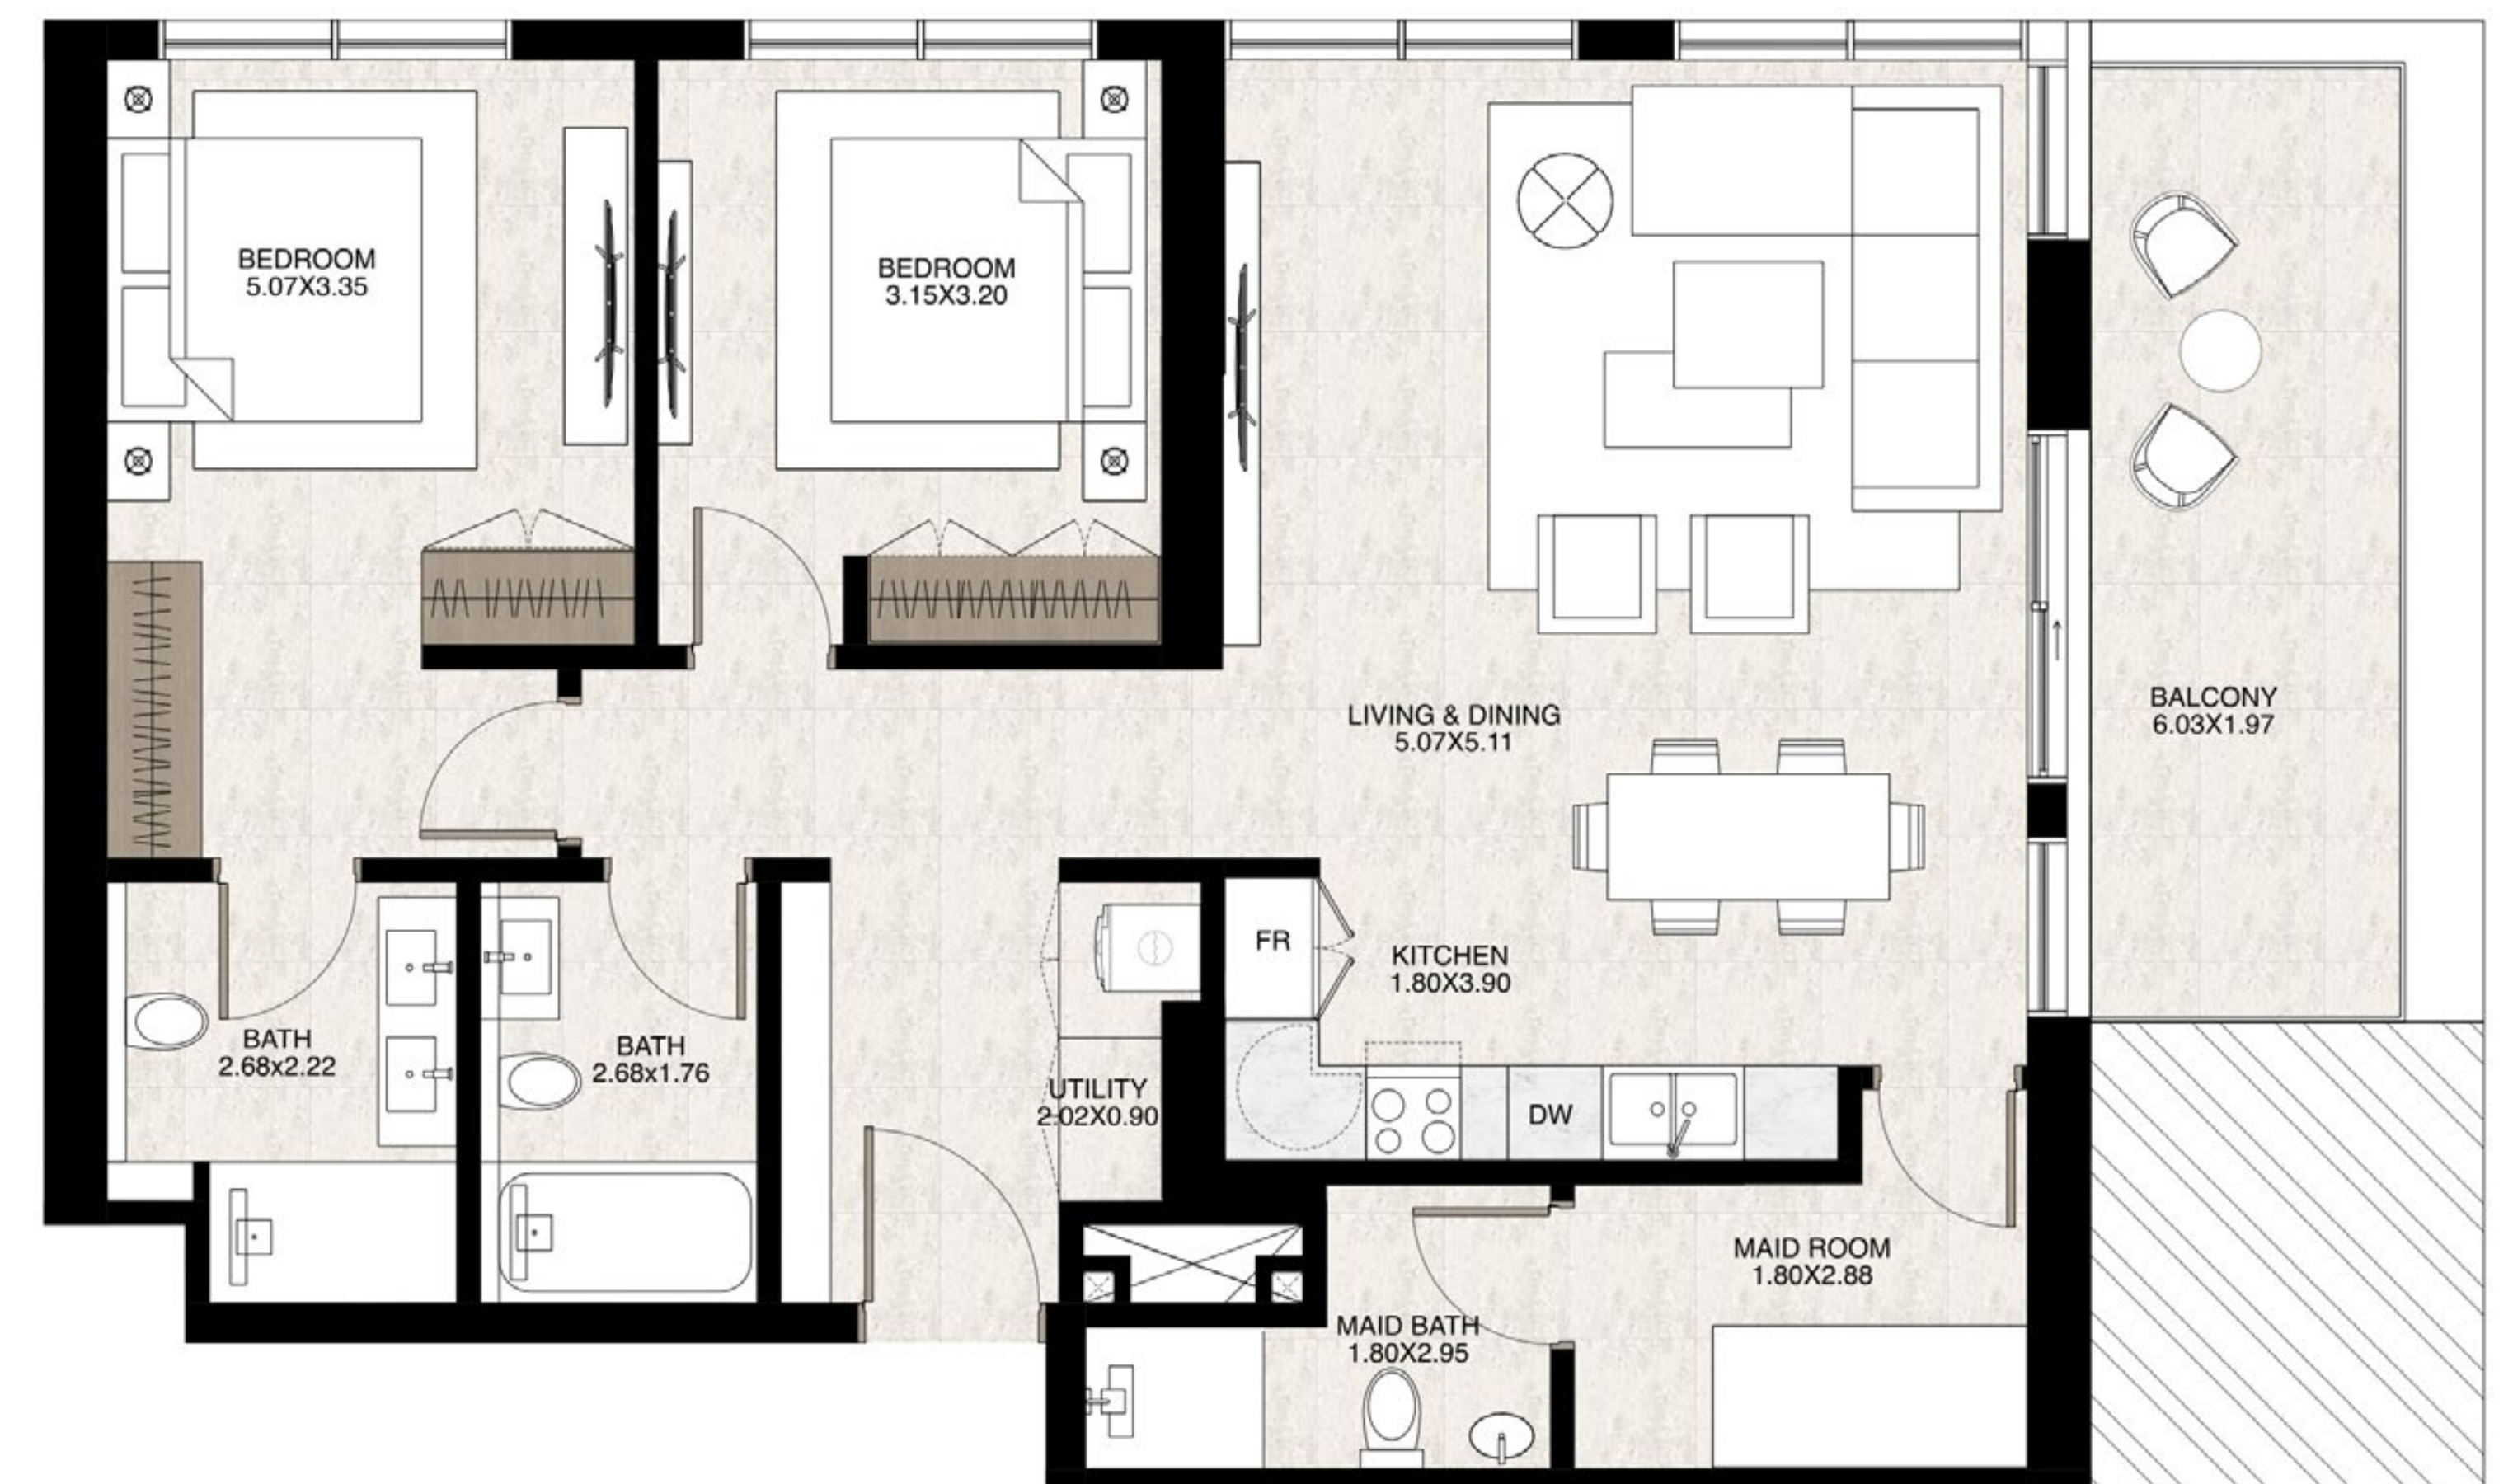 BEDROOM
5.07X3.35
BEDROOM
3.15X3.20
LIVING & DINING
5.07X5.11
BALCONY
6.03X1.97
FR
KITCHEN
1.80X3.90
BATH
2.68x2.22
BATH
2.68x1.76
UTILITY
2.02X0.90
DW
MAID ROOM
1.80X2.88
MAID BATH
1.80X2.95